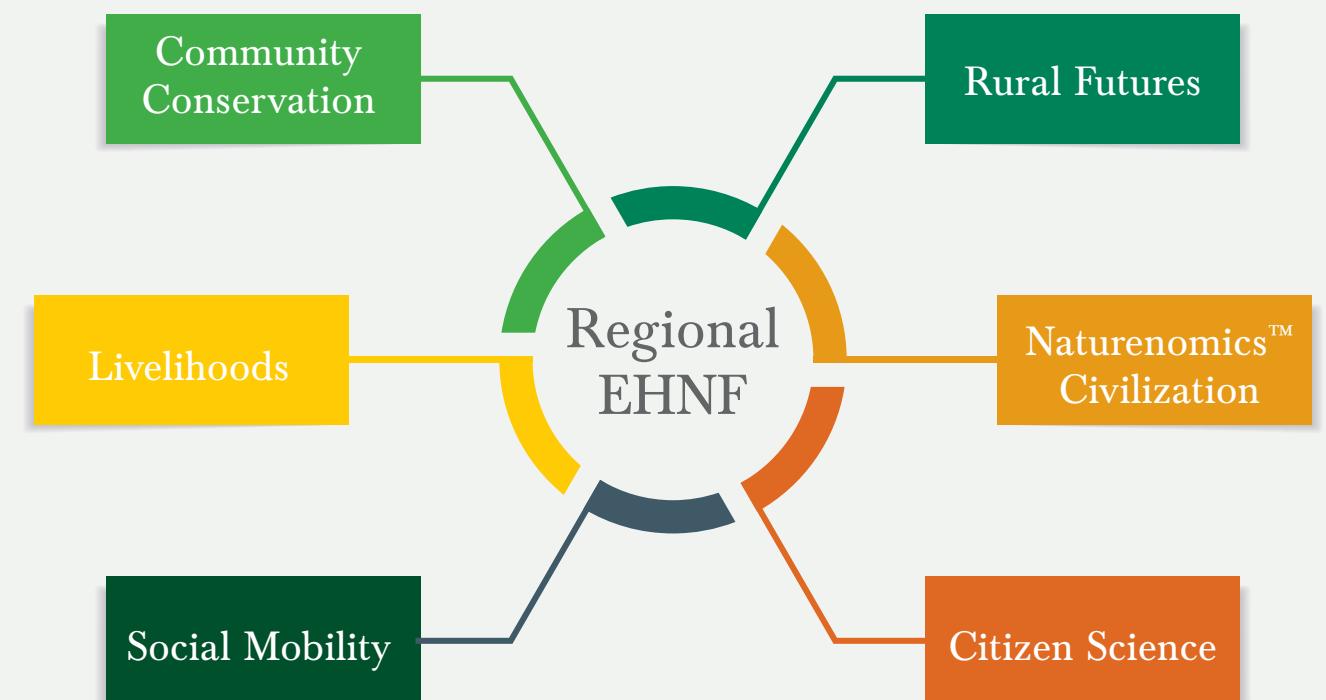 Community
Conservation
Rural Futures
Livelihoods
Regional
EHNF
Naturenomics™
Civilization
Social Mobility
Citizen Science